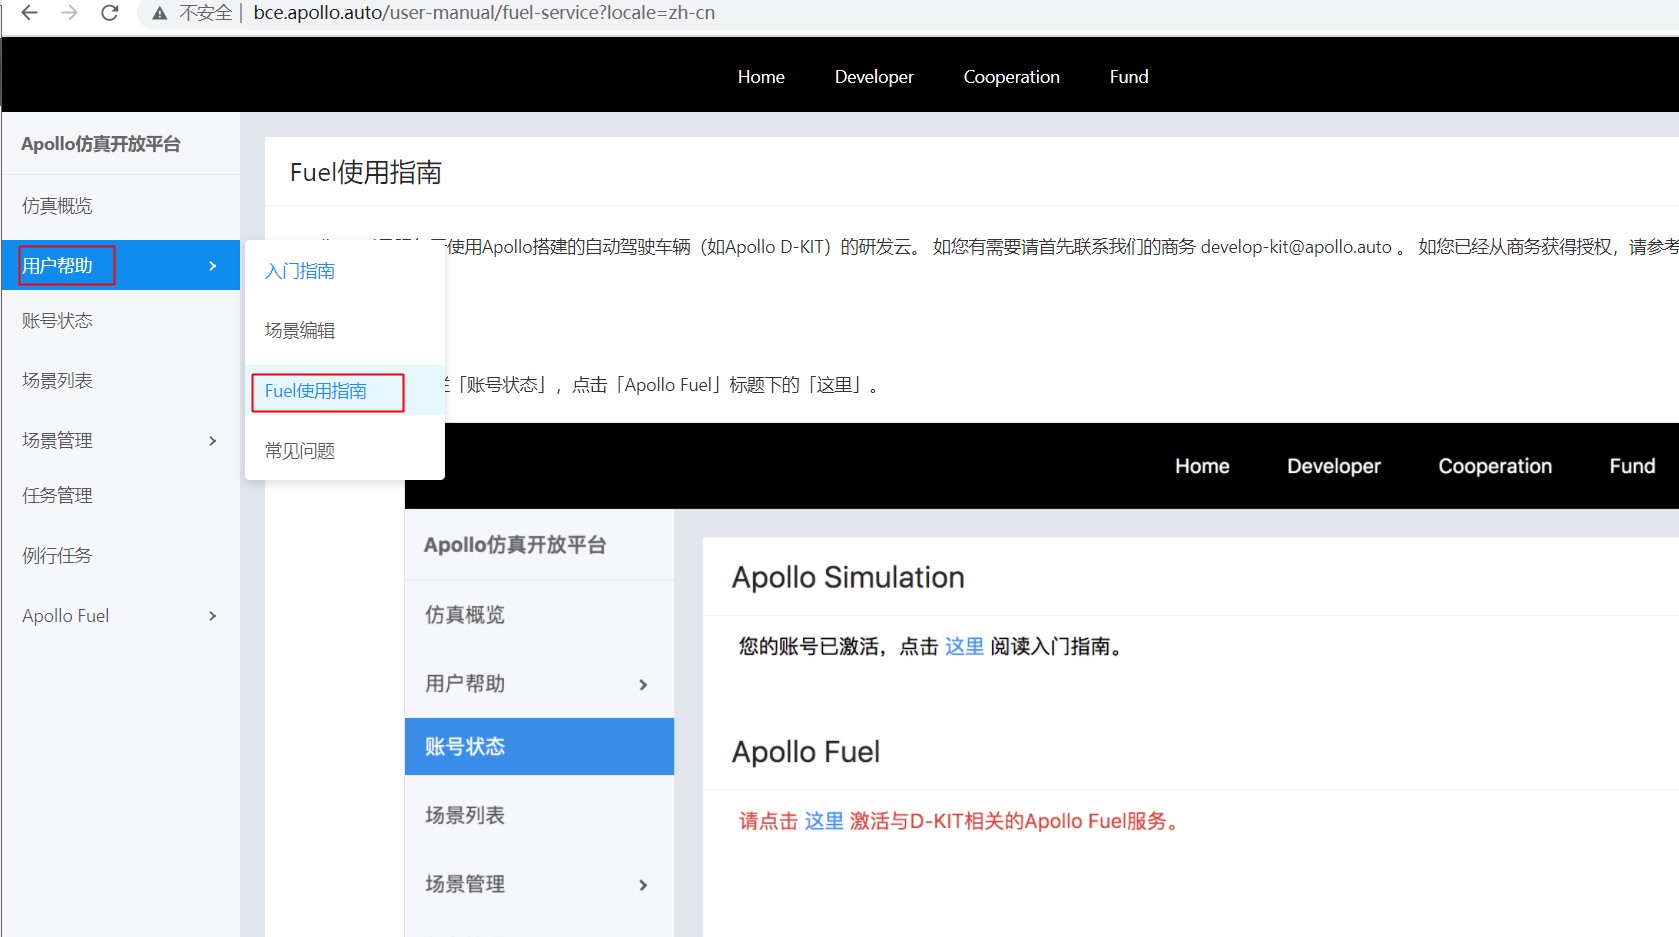 不安全 | bce.apollo.auto/user-manual/fuel-service?locale=zh-cn
Home Developer Cooperation Fund
Apollo仿真开放平台
仿真概览
用户帮助
账号状态
场景列表
场景管理
任务管理
例行任务
Apollo Fuel
入门指南
场景编辑
Fuel使用指南
常见问题
Fuel使用指南
使用Apollo搭建的自动驾驶车辆（如Apollo D-KIT）的研发云。 如您有需要请首先联系我们的商务 develop-kit@apollo.auto 。 如您已经从商务获得授权，请参考
「账号状态」，点击「Apollo Fuel」标题下的「这里」。
Home Developer Cooperation Fund
Apollo仿真开放平台
仿真概览
用户帮助
账号状态
场景列表
场景管理
Apollo Simulation
您的账号已激活，点击 这里 阅读入门指南。
Apollo Fuel
请点击 这里 激活与D-KIT相关的Apollo Fuel服务。